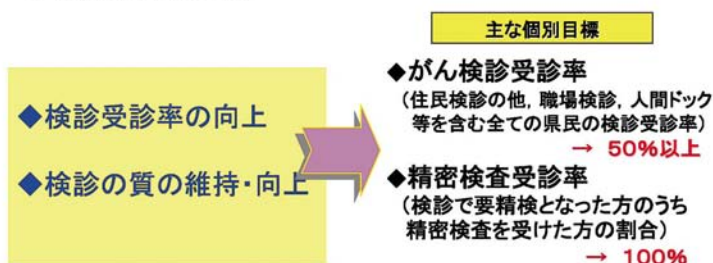 ◆検診受診率の向上
◆検診の質の維持・向上
主な個別目標
◆がん検診受診率
(住民検診の他，職場検診，人間ドック
等を含む全ての県民の検診受診率)
→ 50%以上
◆精密検査受診率
(検診で要精検となった方のうち
精密検査を受けた方の割合)
→ 100%